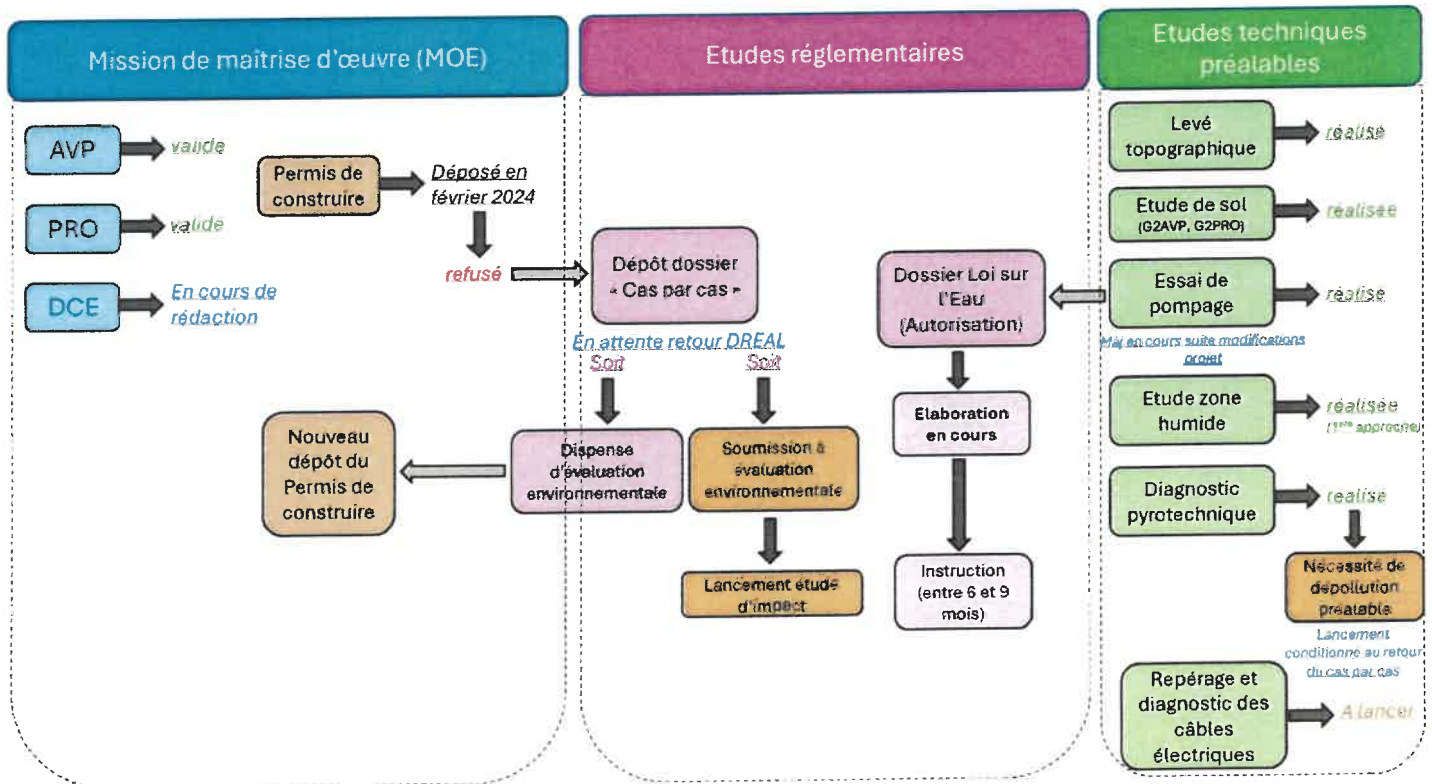 Mission de maîtrise d'œuvre (MOE)
AVP
valide
PRO
valide
DCE
En cours de
rédaction
Permis de
construire
Déposé en
février 2024
refusé
Nouveau
dépôt du
Permis de
construire
Etudes réglementaires
Dépôt dossier
« Cas par cas »
En attente retour DREAL
Soit
Soit
Dispense
d'évaluation
environnementale
Soumission à
évaluation
environnementale
Lancement étude
d'impact
Dossier Loi sur
l'Eau
(Autorisation)
Elaboration
en cours
Instruction
(entre 6 et 9
mois)
Etudes techniques
préalables
Levé
topographique
réalisé
Etude de sol
(G2AVP, G2PRO)
réalisée
Essai de
pompage
réalisé
Maj en cours suite modifications
projet
Etude zone
humide
réalisée
(1ère approche)
Diagnostic
pyrotechnique
réalisé
Nécessité de
dépollution
préalable
Lancement
conditionné au retour
du cas par cas
Repérage et
diagnostic des
câbles
électriques
A lancer